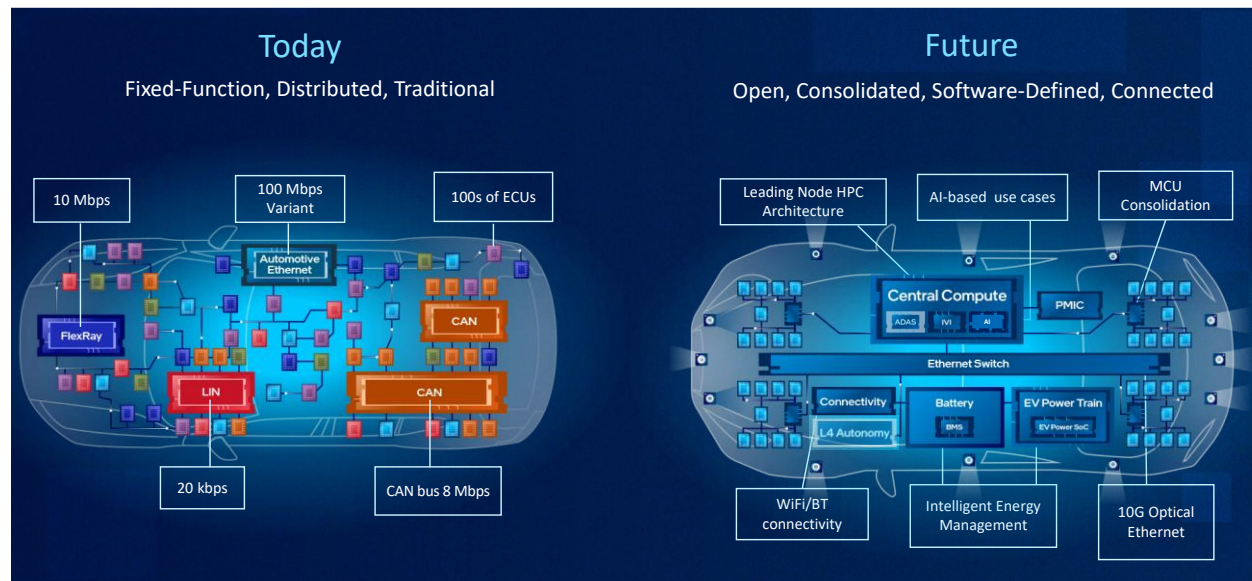 Today
Fixed-Function, Distributed, Traditional
10 Mbps
100 Mbps
Variant
100s of ECUs
Automotive
Ethernet
FlexRay
CAN
LIN
CAN
20 kbps
CAN bus 8 Mbps
Future
Open, Consolidated, Software-Defined, Connected
Leading Node HPC
Architecture
AI-based use cases
MCU
Consolidation
Central Compute
ADAS
IVI
AI
PMIC
Ethernet Switch
Connectivity
L4 Autonomy
Battery
BMS
EV Power Train
EV Power SoC
WiFi/BT
connectivity
Intelligent Energy
Management
10G Optical
Ethernet